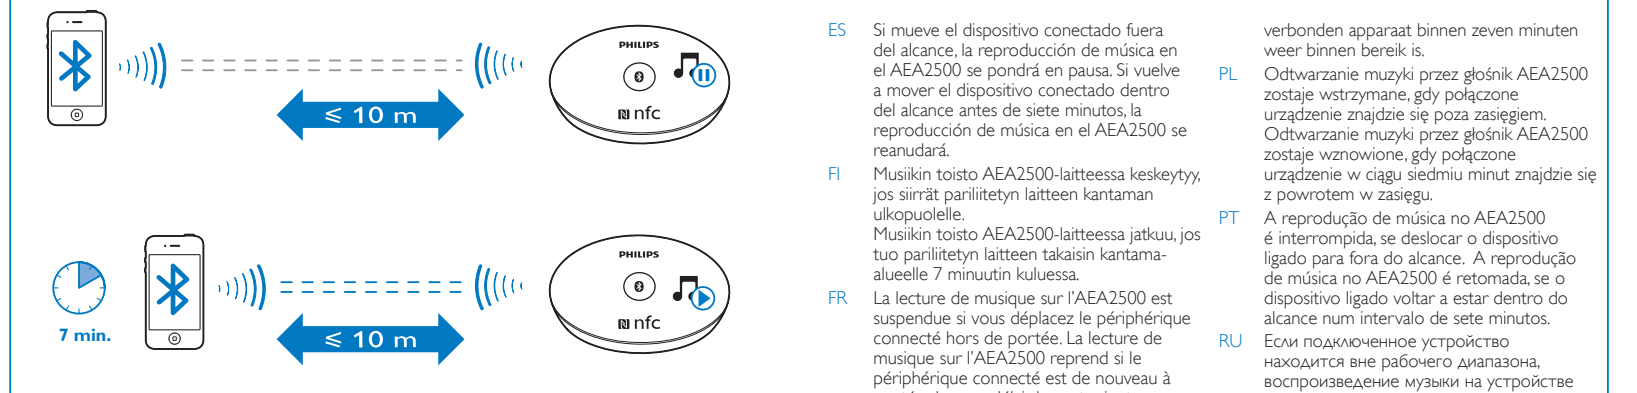 PHILIPS
nfc
≤ 10 m
PHILIPS
nfc
7 min.
≤ 10 m
ES Si mueve el dispositivo conectado fuera
del alcance, la reproducción de música en
el AEA2500 se pondrá en pausa. Si vuelve
a mover el dispositivo conectado dentro
del alcance antes de siete minutos, la
reproducción de música en el AEA2500 se
reanudará.
FI Musiikin toisto AEA2500-laitteessa keskeytyy,
jos siirrät pariliitetyn laitteen kantaman
ulkopuolelle.
Musiikin toisto AEA2500-laitteessa jatkuu, jos
tuo pariliitetyn laitteen takaisin kantama-
alueelle 7 minuutin kuluessa.
FR La lecture de musique sur l'AEA2500 est
suspendue si vous déplacez le périphérique
connecté hors de portée. La lecture de
musique sur l'AEA2500 reprend si le
périphérique connecté est de nouveau à
verbonden apparaat binnen zeven minuten
weer binnen bereik is.
PL Odtwarzanie muzyki przez głośnik AEA2500
zostaje wstrzymane, gdy połączone
urządzenie znajdzie się poza zasięgiem.
Odtwarzanie muzyki przez głośnik AEA2500
zostaje wznowione, gdy połączone
urządzenie w ciągu siedmiu minut znajdzie się
z powrotem w zasięgu.
PT A reprodução de música no AEA2500
é interrompida, se deslocar o dispositivo
ligado para fora do alcance. A reprodução
de música no AEA2500 é retomada, se o
dispositivo ligado voltar a estar dentro do
alcance num intervalo de sete minutos.
RU Если подключенное устройство
находится вне рабочего диапазона,
воспроизведение музыки на устройстве